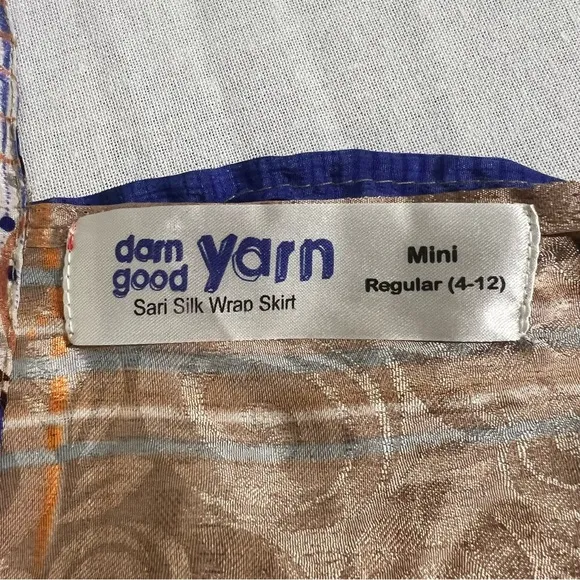 darn good yarn
Sari Silk Wrap Skirt
Mini
Regular (4-12)